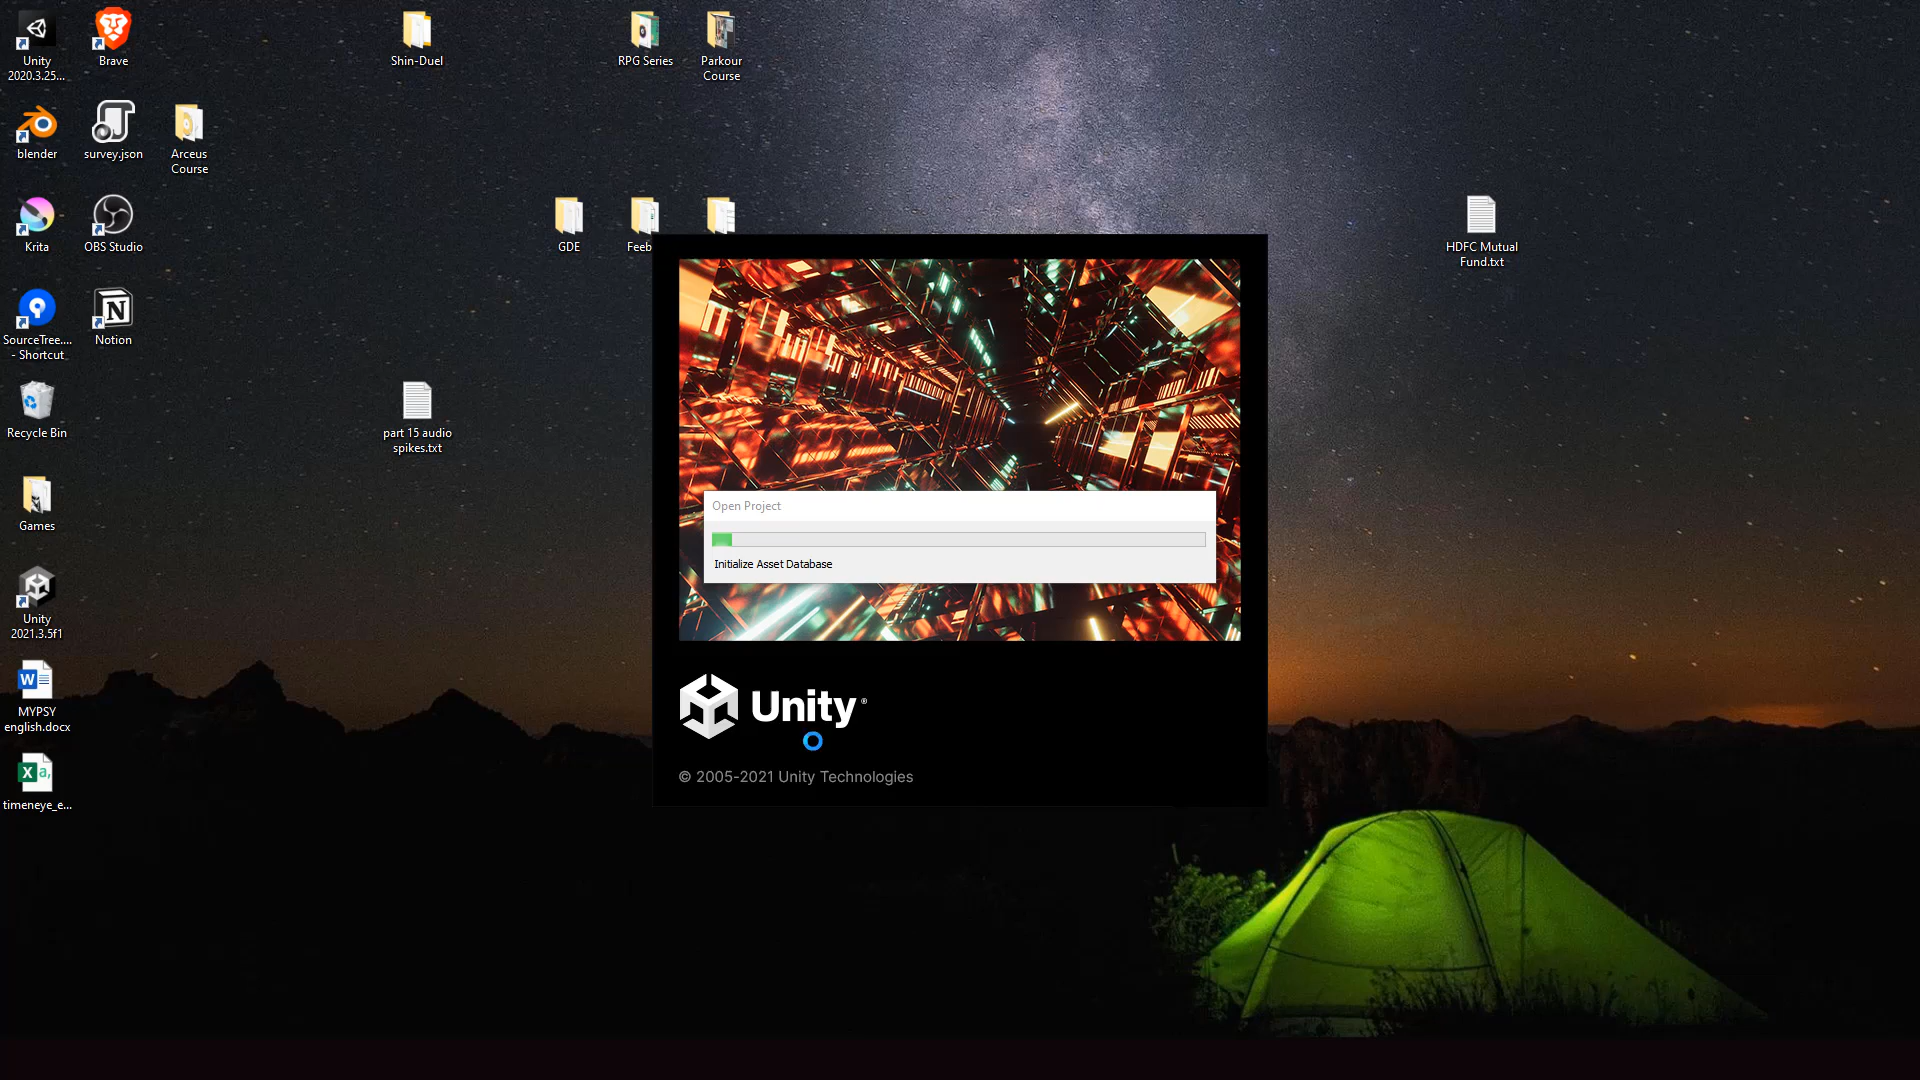 Unity
2020.3.25...
Brave
Shin-Duel
RPG Series
Parkour
Course
blender
survey.json
Arceus
Course
Krita
OBS Studio
GDE
Feeb
HDFC Mutual
Fund.txt
SourceTree....
- Shortcut
Notion
Recycle Bin
part 15 audio
spikes.txt
Games
Unity
2021.3.5f1
MYPSY
english.docx
timeneye_e...
Open Project
Initialize Asset Database
Unity
© 2005-2021 Unity Technologies